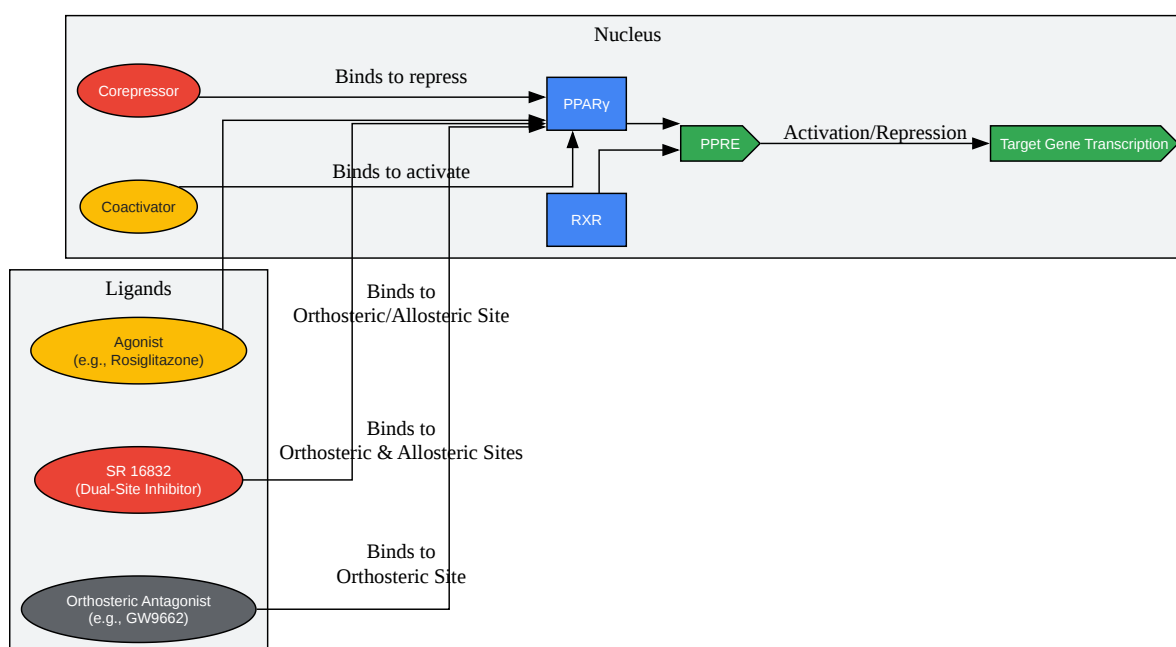 Nucleus
Corepressor
Binds to repress
PPARγ
PPRE
Activation/Repression
Target Gene Transcription
Coactivator
Binds to activate
RXR
Ligands
Binds to
Orthosteric/Allosteric Site
Agonist
(e.g., Rosiglitazone)
Binds to
Orthosteric & Allosteric Sites
SR 16832
(Dual-Site Inhibitor)
Binds to
Orthosteric Site
Orthosteric Antagonist
(e.g., GW9662)